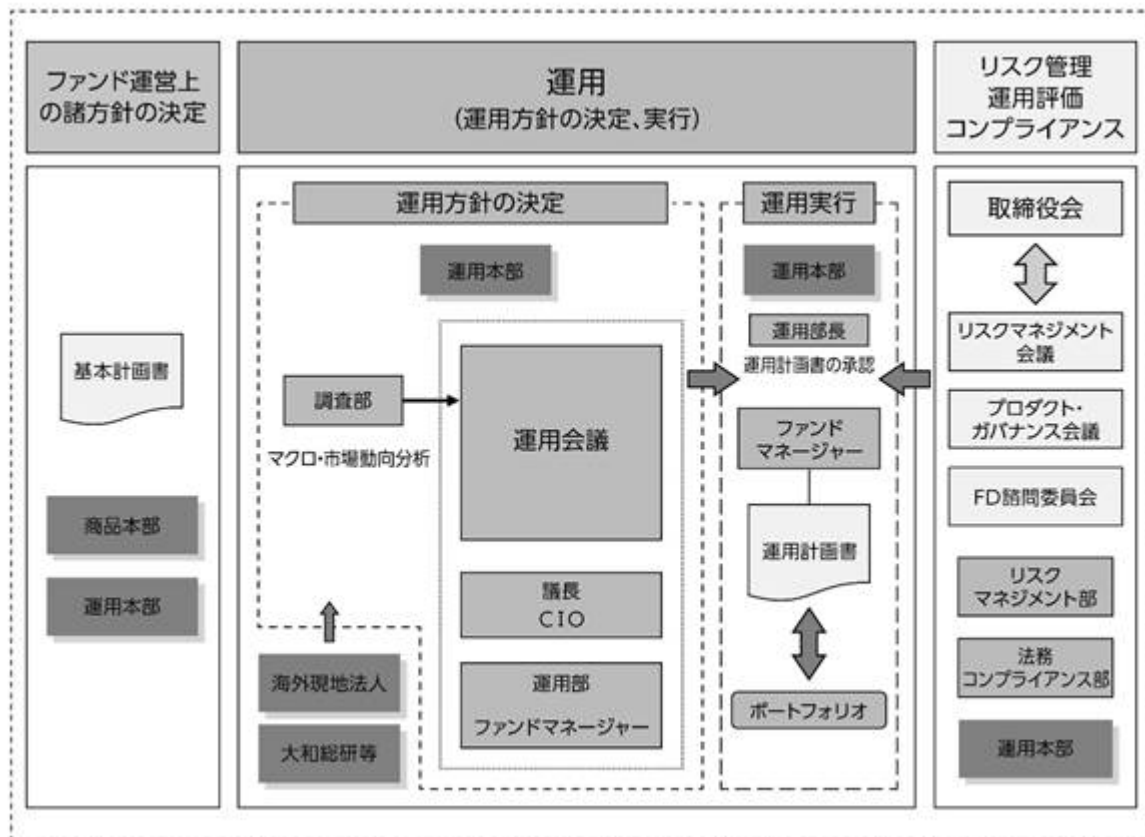 ファンド運営上
の諸方針の決定
運用
(運用方針の決定、実行)
リスク管理
運用評価
コンプライアンス
基本計画書
商品本部
運用本部
運用方針の決定
運用本部
調査部
マクロ・市場動向分析
運用会議
議長
CIO
運用部
ファンドマネージャー
海外現地法人
大和総研等
運用実行
運用本部
運用部長
運用計画書の承認
ファンド
マネージャー
運用計画書
ポートフォリオ
取締役会
リスクマネジメント
会議
プロダクト・
ガバナンス会議
FD諮問委員会
リスク
マネジメント部
法務
コンプライアンス部
運用本部